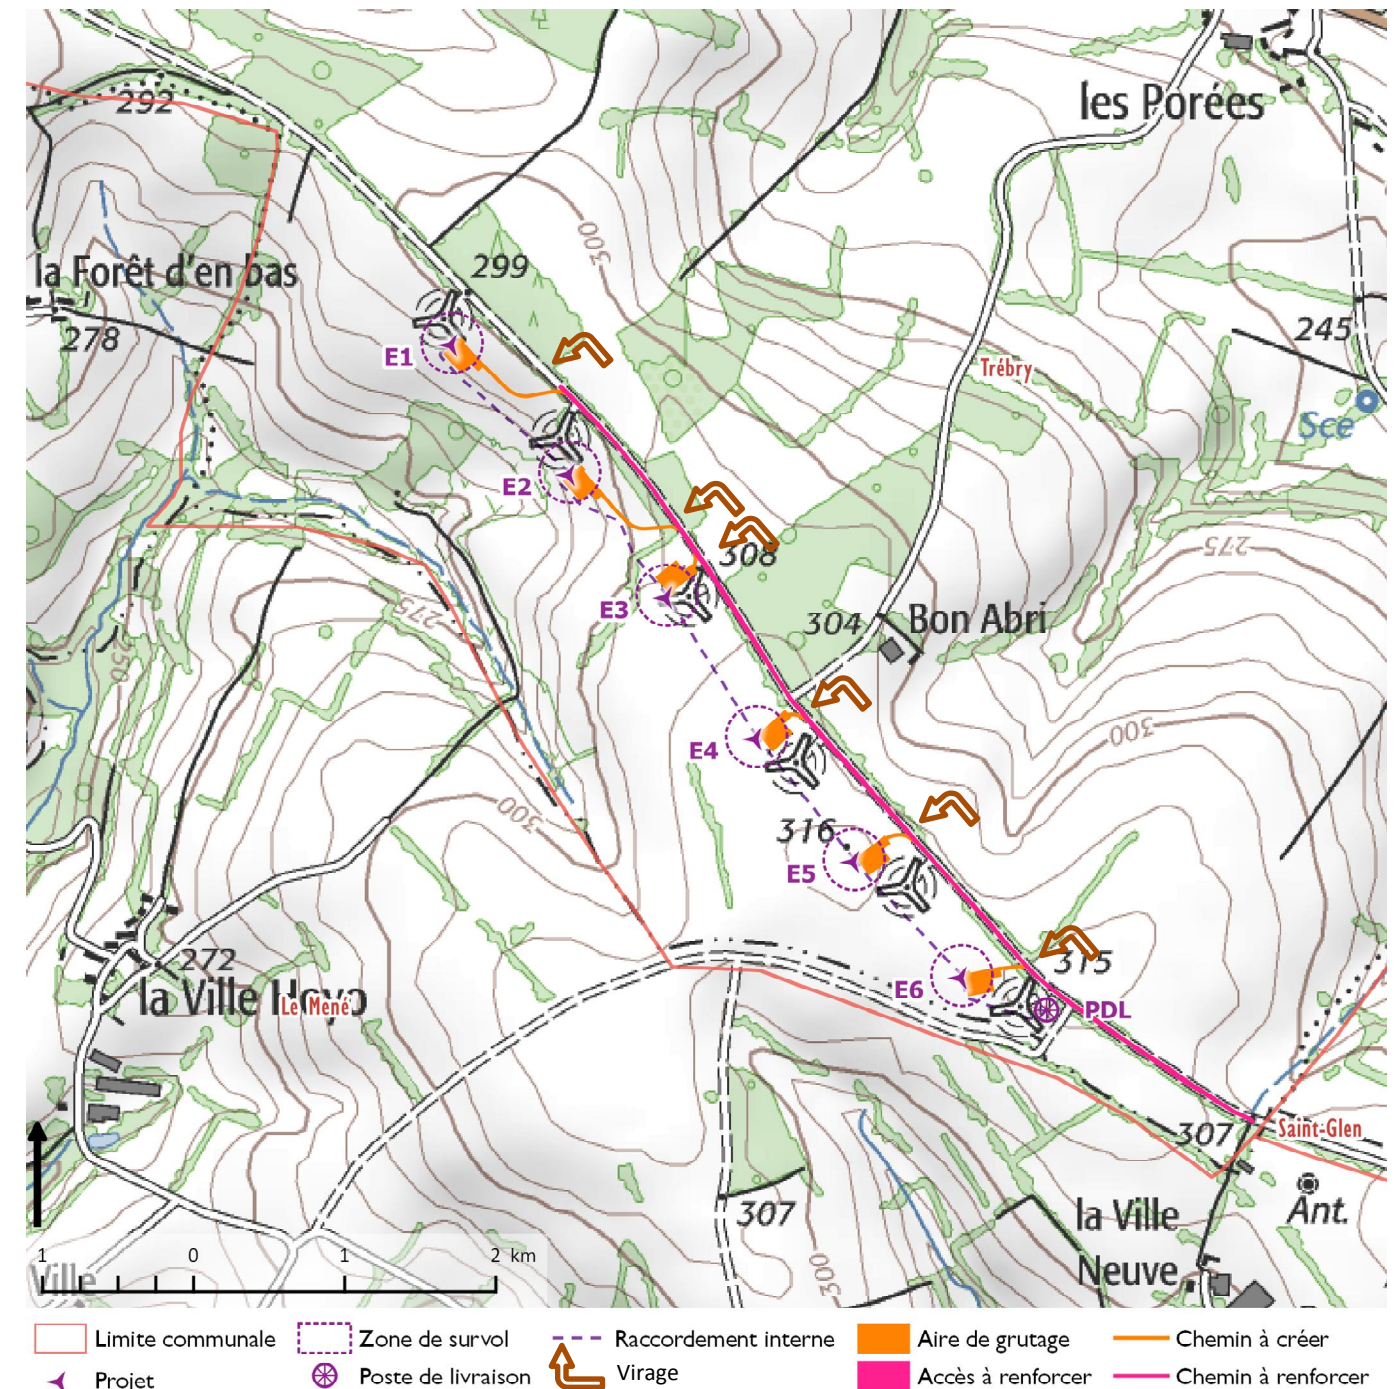 292
les Porées
300
299
la Forêt d'en bas
278
245
Sce
Trébry
E1
E2
308
275
E3
304
Bon Abri
275
250
E4
300
300
316
E5
315
272
la Ville Hoyo
Le Mené
E6
PDL
307
Saint-Glen
307
la Ville
Neuve
Ant.
300
1 0 1 2 km
Ville
Limite communale
Zone de survol
Raccordement interne
Aire de grutage
Chemin à créer
Projet
Poste de livraison
Virage
Accès à renforcer
Chemin à renforcer